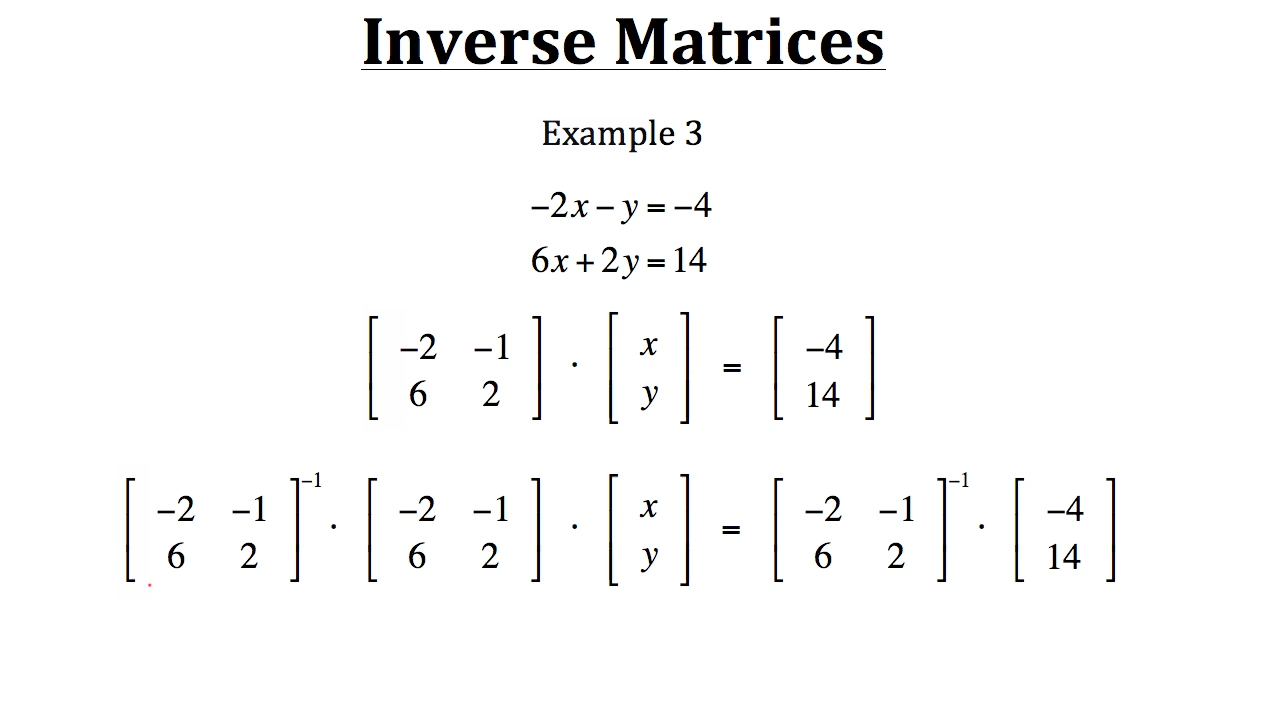 Inverse Matrices
Example 3
−2x − y = −4
6x + 2y = 14
[ −2 −1 ; 6 2 ] · [ x ; y ] = [ −4 ; 14 ]
[ −2 −1 ; 6 2 ]⁻¹ · [ −2 −1 ; 6 2 ] · [ x ; y ] = [ −2 −1 ; 6 2 ]⁻¹ · [ −4 ; 14 ]